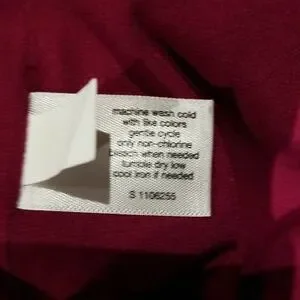 machine wash cold
with like colors
gentle cycle
only non-chlorine
bleach when needed
tumble dry low
cool iron if needed
S 1106255